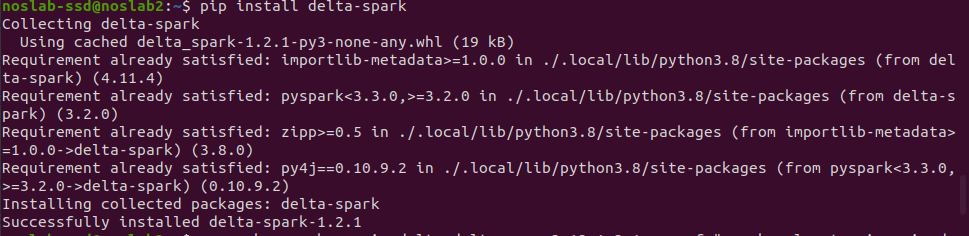 noslab-ssd@noslab2:~$ pip install delta-spark
Collecting delta-spark
  Using cached delta_spark-1.2.1-py3-none-any.whl (19 kB)
Requirement already satisfied: importlib-metadata>=1.0.0 in ./.local/lib/python3.8/site-packages (from del
ta-spark) (4.11.4)
Requirement already satisfied: pyspark<3.3.0,>=3.2.0 in ./.local/lib/python3.8/site-packages (from delta-s
park) (3.2.0)
Requirement already satisfied: zipp>=0.5 in ./.local/lib/python3.8/site-packages (from importlib-metadata>
=1.0.0->delta-spark) (3.8.0)
Requirement already satisfied: py4j==0.10.9.2 in ./.local/lib/python3.8/site-packages (from pyspark<3.3.0,
>=3.2.0->delta-spark) (0.10.9.2)
Installing collected packages: delta-spark
Successfully installed delta-spark-1.2.1